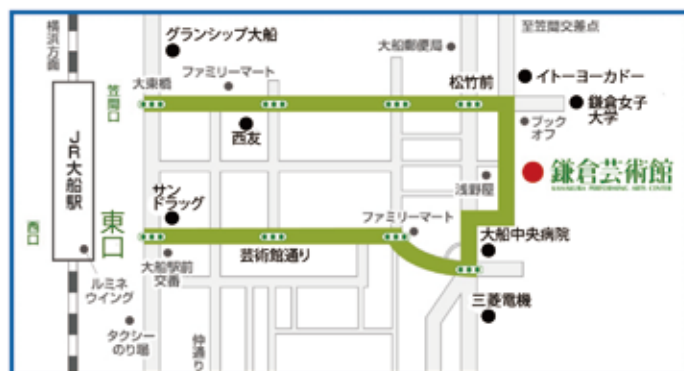 横浜方面
グランシップ大船
大船郵便局
至笠間交差点
大東橋
ファミリーマート
松竹前
イトーヨーカドー
笠間口
鎌倉女子
大学
西友
ブック
オフ
JR大船駅
鎌倉芸術館
KAMAKURA PERFORMING ARTS CENTER
サン
ドラッグ
浅野屋
西口
東口
ファミリーマート
大船中央病院
芸術館通り
大船駅前
交番
ルミネ
ウイング
三菱電機
タクシー
のり場
仲通り